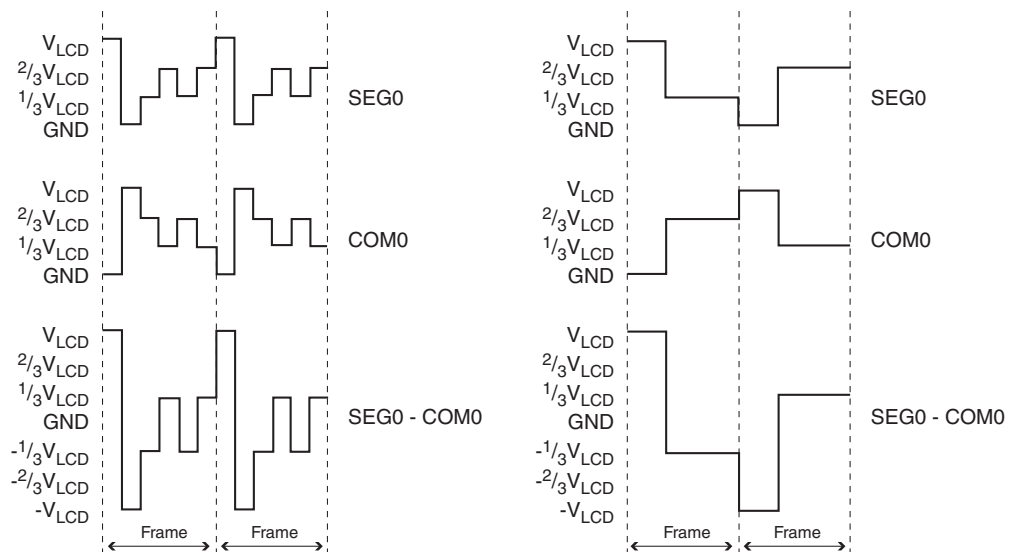 V_LCD
2/3V_LCD
1/3V_LCD
GND
SEG0
V_LCD
2/3V_LCD
1/3V_LCD
GND
COM0
V_LCD
2/3V_LCD
1/3V_LCD
GND
-1/3V_LCD
-2/3V_LCD
-V_LCD
SEG0 - COM0
Frame
Frame
V_LCD
2/3V_LCD
1/3V_LCD
GND
SEG0
V_LCD
2/3V_LCD
1/3V_LCD
GND
COM0
V_LCD
2/3V_LCD
1/3V_LCD
GND
-1/3V_LCD
-2/3V_LCD
-V_LCD
SEG0 - COM0
Frame
Frame